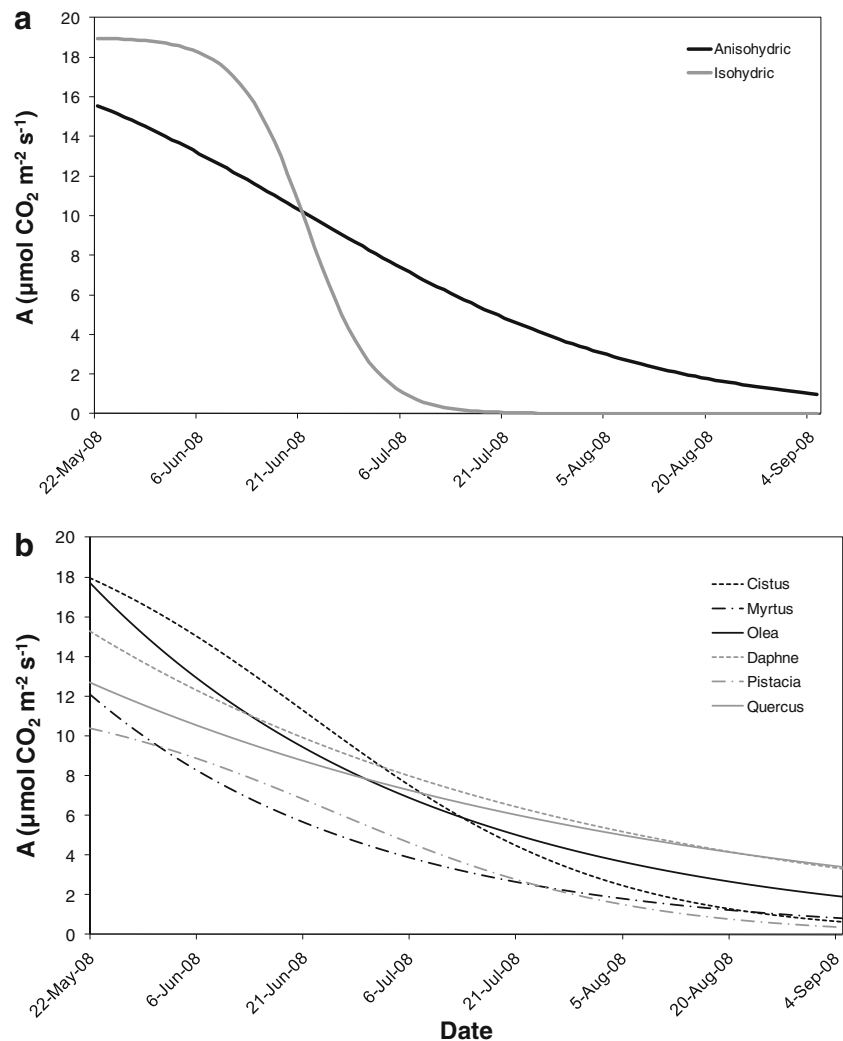 a
20
18
16
14
12
10
8
6
4
2
0
A (µmol CO2 m-2 s-1)
Anisohydric
Isohydric
22-May-08
6-Jun-08
21-Jun-08
6-Jul-08
21-Jul-08
5-Aug-08
20-Aug-08
4-Sep-08
b
20
18
16
14
12
10
8
6
4
2
0
A (µmol CO2 m-2 s-1)
Cistus
Myrtus
Olea
Daphne
Pistacia
Quercus
22-May-08
6-Jun-08
21-Jun-08
6-Jul-08
21-Jul-08
5-Aug-08
20-Aug-08
4-Sep-08
Date